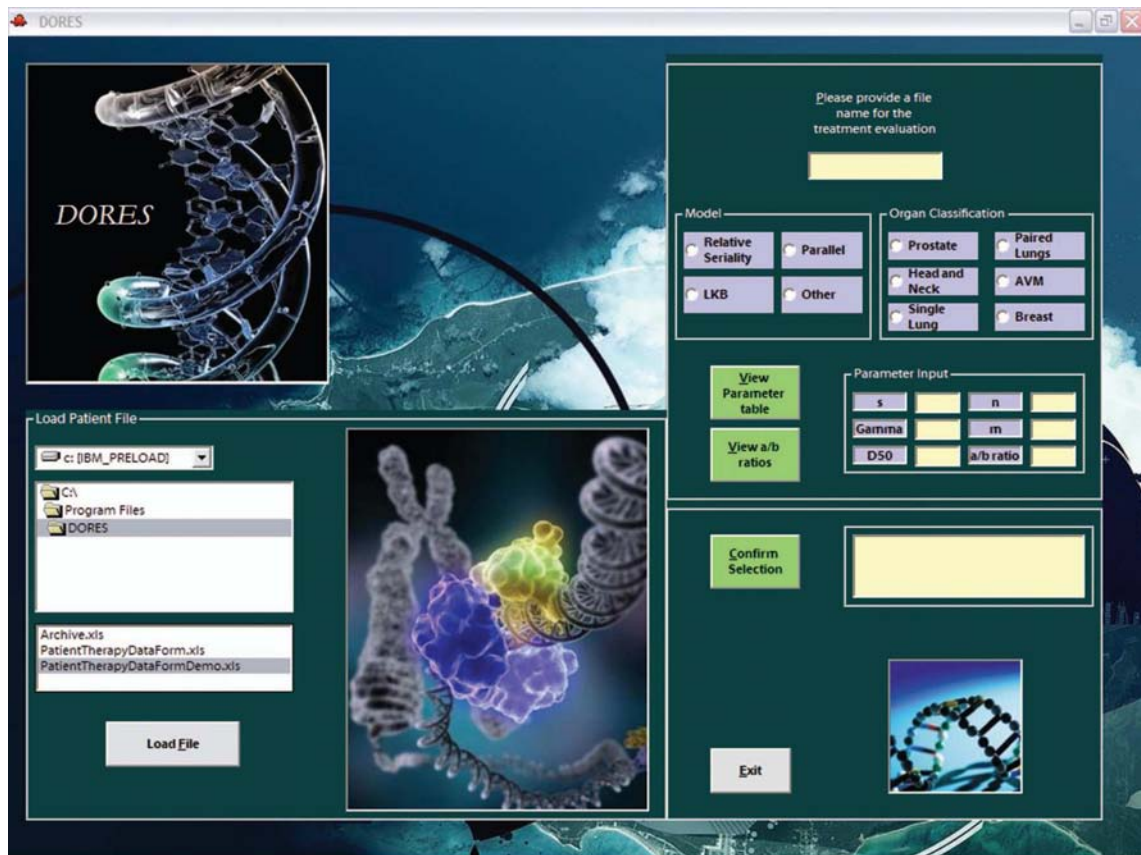 DORES
DORES
Load Patient File
c: [IBM_PRELOAD]
C:\
Program Files
DORES
Archive.xls
PatientTherapyDataForm.xls
PatientTherapyDataFormDemo.xls
Load File
Please provide a file
name for the
treatment evaluation
Model
Relative
Seriality
Parallel
LKB
Other
Organ Classification
Prostate
Paired
Lungs
Head and
Neck
AVM
Single
Lung
Breast
View
Parameter
table
View a/b
ratios
Parameter Input
s
n
Gamma
m
D50
a/b ratio
Confirm
Selection
Exit